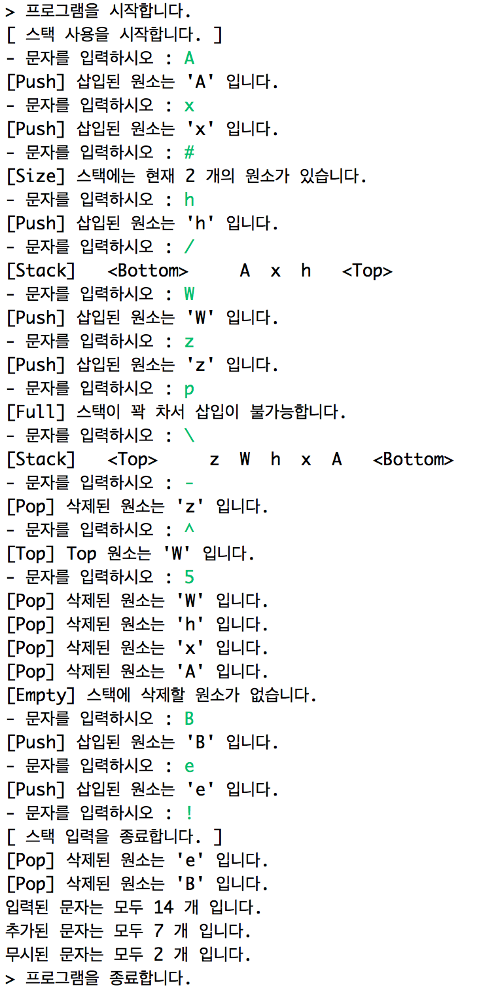 > 프로그램을 시작합니다.
[ 스택 사용을 시작합니다. ]
- 문자를 입력하시오 : A
[Push] 삽입된 원소는 'A' 입니다.
- 문자를 입력하시오 : x
[Push] 삽입된 원소는 'x' 입니다.
- 문자를 입력하시오 : #
[Size] 스택에는 현재 2 개의 원소가 있습니다.
- 문자를 입력하시오 : h
[Push] 삽입된 원소는 'h' 입니다.
- 문자를 입력하시오 : /
[Stack]   <Bottom>     A  x  h   <Top>
- 문자를 입력하시오 : W
[Push] 삽입된 원소는 'W' 입니다.
- 문자를 입력하시오 : z
[Push] 삽입된 원소는 'z' 입니다.
- 문자를 입력하시오 : p
[Full] 스택이 꽉 차서 삽입이 불가능합니다.
- 문자를 입력하시오 : \
[Stack]   <Top>     z  W  h  x  A   <Bottom>
- 문자를 입력하시오 : -
[Pop] 삭제된 원소는 'z' 입니다.
- 문자를 입력하시오 : ^
[Top] Top 원소는 'W' 입니다.
- 문자를 입력하시오 : 5
[Pop] 삭제된 원소는 'W' 입니다.
[Pop] 삭제된 원소는 'h' 입니다.
[Pop] 삭제된 원소는 'x' 입니다.
[Pop] 삭제된 원소는 'A' 입니다.
[Empty] 스택에 삭제할 원소가 없습니다.
- 문자를 입력하시오 : B
[Push] 삽입된 원소는 'B' 입니다.
- 문자를 입력하시오 : e
[Push] 삽입된 원소는 'e' 입니다.
- 문자를 입력하시오 : !
[ 스택 입력을 종료합니다. ]
[Pop] 삭제된 원소는 'e' 입니다.
[Pop] 삭제된 원소는 'B' 입니다.
입력된 문자는 모두 14 개 입니다.
추가된 문자는 모두 7 개 입니다.
무시된 문자는 모두 2 개 입니다.
> 프로그램을 종료합니다.